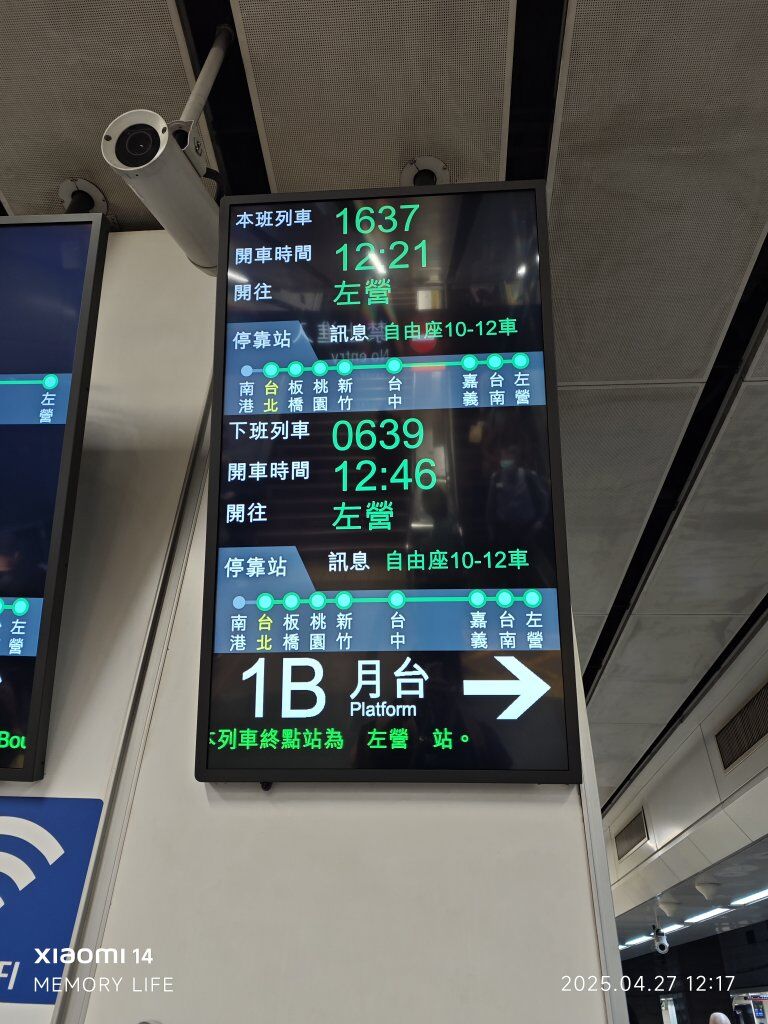 本班列車 1637
開車時間 12:21
開往 左營
停靠站 訊息 自由座10-12車
南港 台北 板橋 桃園 新竹 台中 嘉義 台南 左營
下班列車 0639
開車時間 12:46
開往 左營
停靠站 訊息 自由座10-12車
南港 台北 板橋 桃園 新竹 台中 嘉義 台南 左營
1B 月台
Platform
本列車終點站為 左營 站。
左營
左營
Bou
FI
No entry
XIAOMI 14
MEMORY LIFE
2025.04.27 12:17